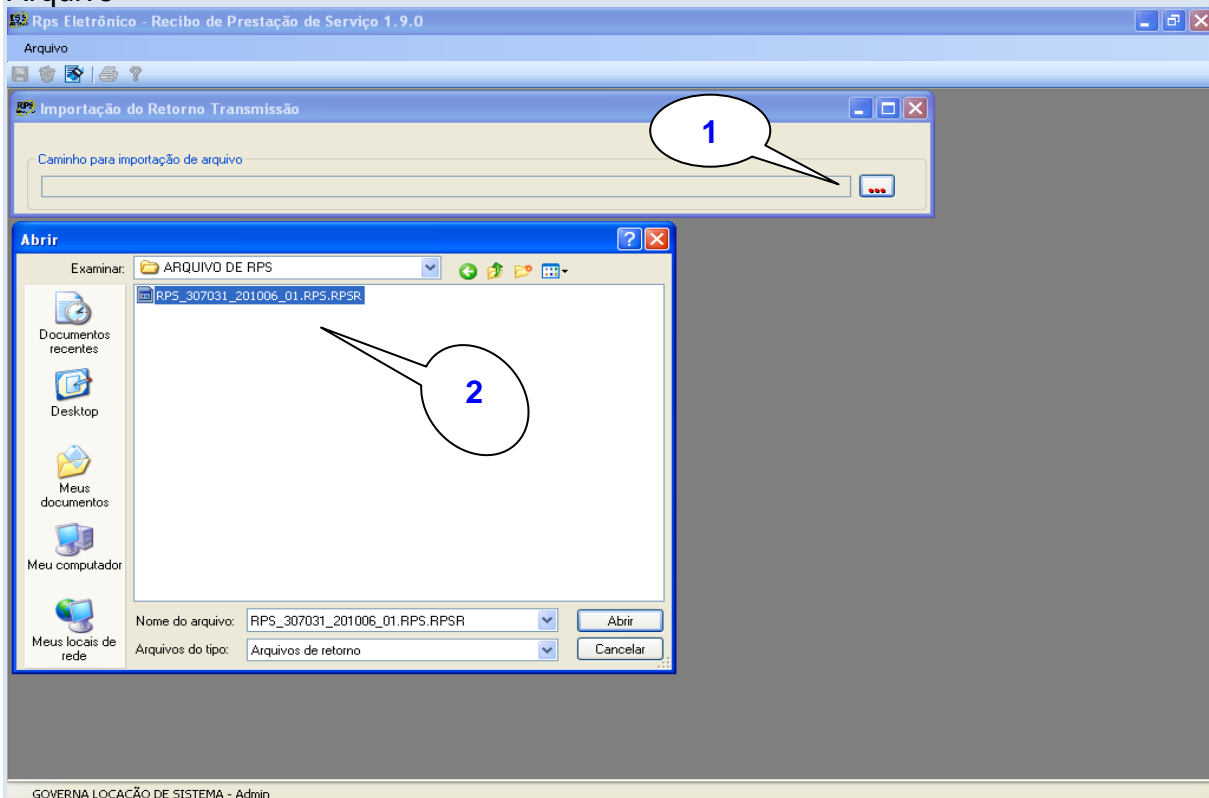 Arquivo
Rps Eletrônico - Recibo de Prestação de Serviço 1.9.0
Arquivo
Importação do Retorno Transmissão
1
Caminho para importação de arquivo
...
Abrir
Examinar: ARQUIVO DE RPS
RPS_307031_201006_01.RPS.RPSR
Documentos
recentes
2
Desktop
Meus
documentos
Meu computador
Meus locais de
rede
Nome do arquivo: RPS_307031_201006_01.RPS.RPSR Abrir
Arquivos do tipo: Arquivos de retorno Cancelar
GOVERNA LOCAÇÃO DE SISTEMA - Admin